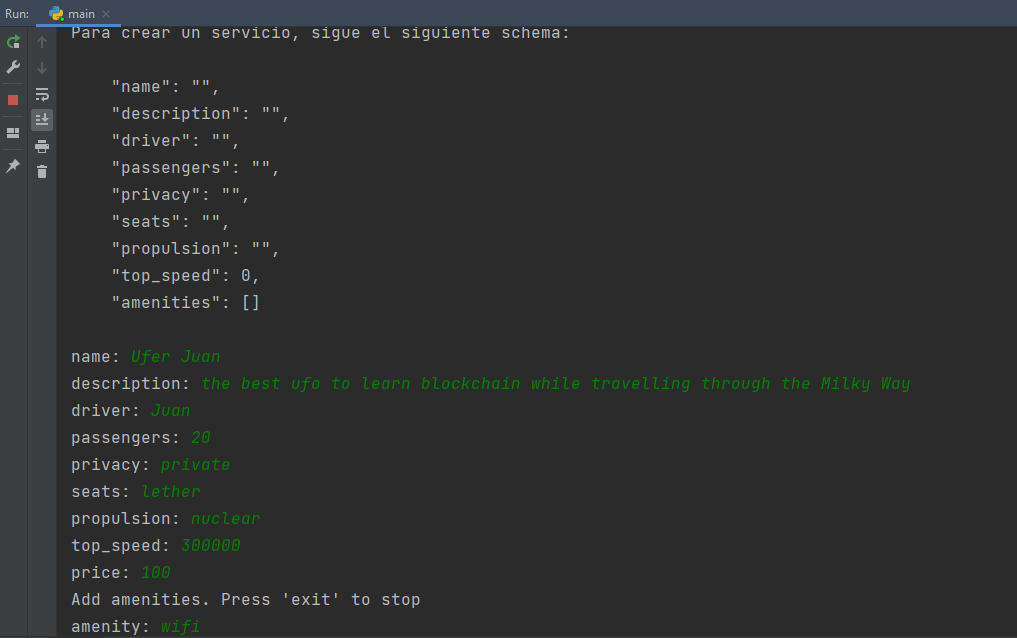 Run: main
Para crear un servicio, sigue el siguiente schema:
"name": "",
"description": "",
"driver": "",
"passengers": "",
"privacy": "",
"seats": "",
"propulsion": "",
"top_speed": 0,
"amenities": []
name: Ufer Juan
description: the best ufo to learn blockchain while travelling through the Milky Way
driver: Juan
passengers: 20
privacy: private
seats: lether
propulsion: nuclear
top_speed: 300000
price: 100
Add amenities. Press 'exit' to stop
amenity: wifi